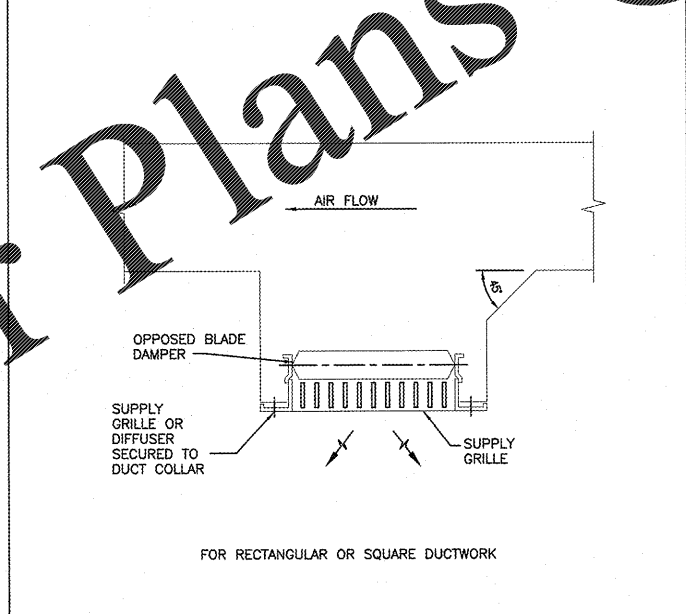 i Plans
AIR FLOW
45
OPPOSED BLADE
DAMPER
SUPPLY
GRILLE OR
DIFFUSER
SECURED TO
DUCT COLLAR
SUPPLY
GRILLE
FOR RECTANGULAR OR SQUARE DUCTWORK